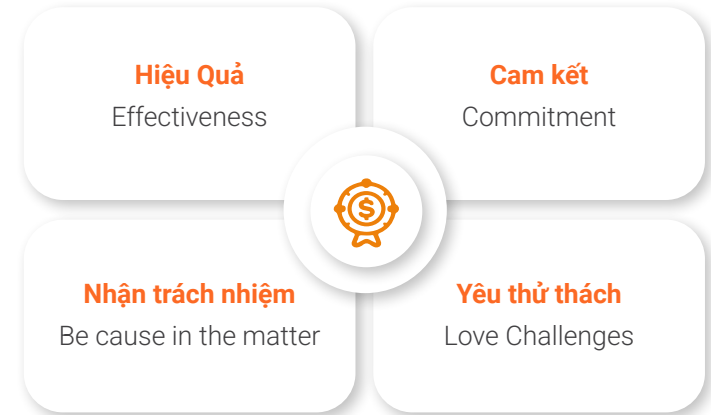 Hiệu Quả
Effectiveness
Cam kết
Commitment
$
Nhận trách nhiệm
Be cause in the matter
Yêu thử thách
Love Challenges